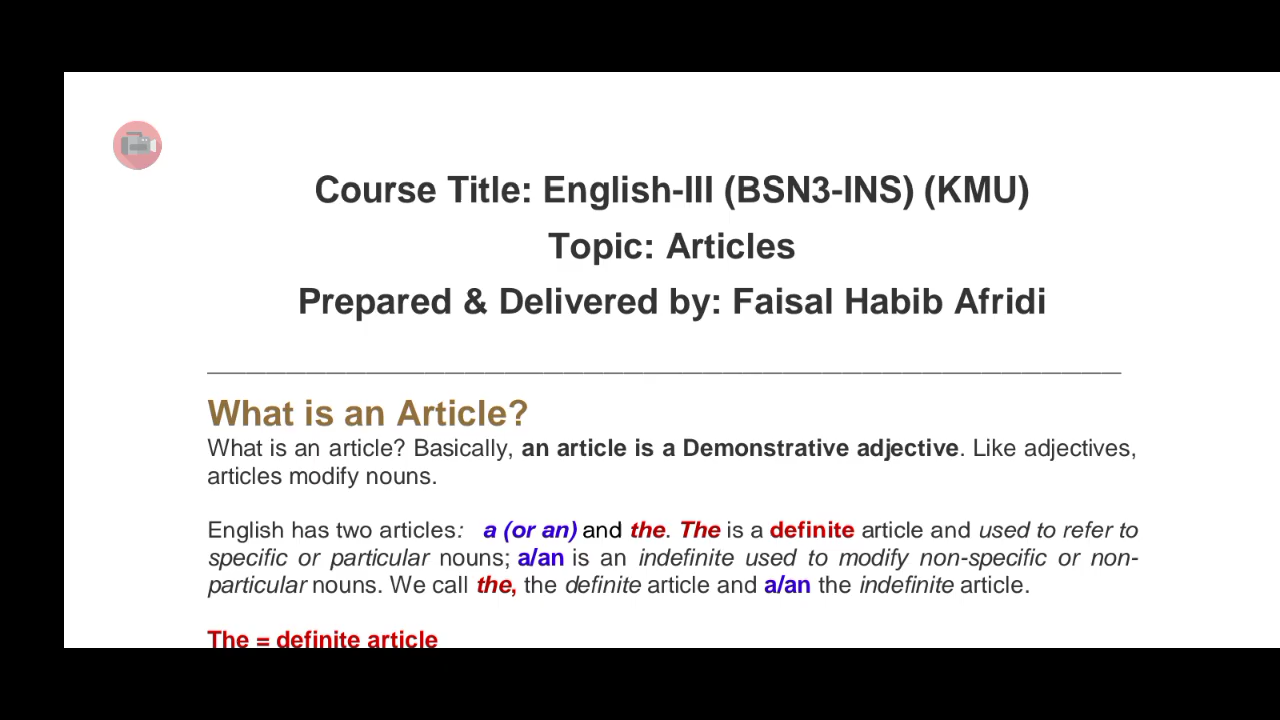 Course Title: English-III (BSN3-INS) (KMU)
Topic: Articles
Prepared & Delivered by: Faisal Habib Afridi
What is an Article?
What is an article? Basically, an article is a Demonstrative adjective. Like adjectives,
articles modify nouns.
English has two articles: a (or an) and the. The is a definite article and used to refer to
specific or particular nouns; a/an is an indefinite used to modify non-specific or non-
particular nouns. We call the, the definite article and a/an the indefinite article.
The = definite article